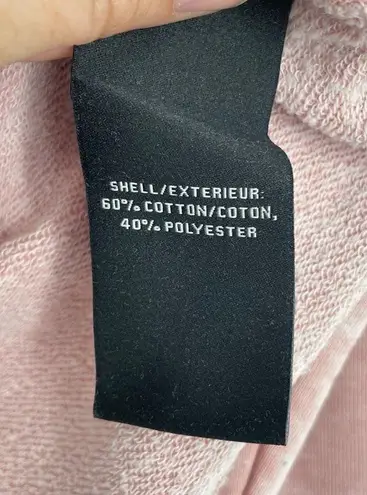 SHELL/EXTERIEUR:
60% COTTON/COTON,
40% POLYESTER